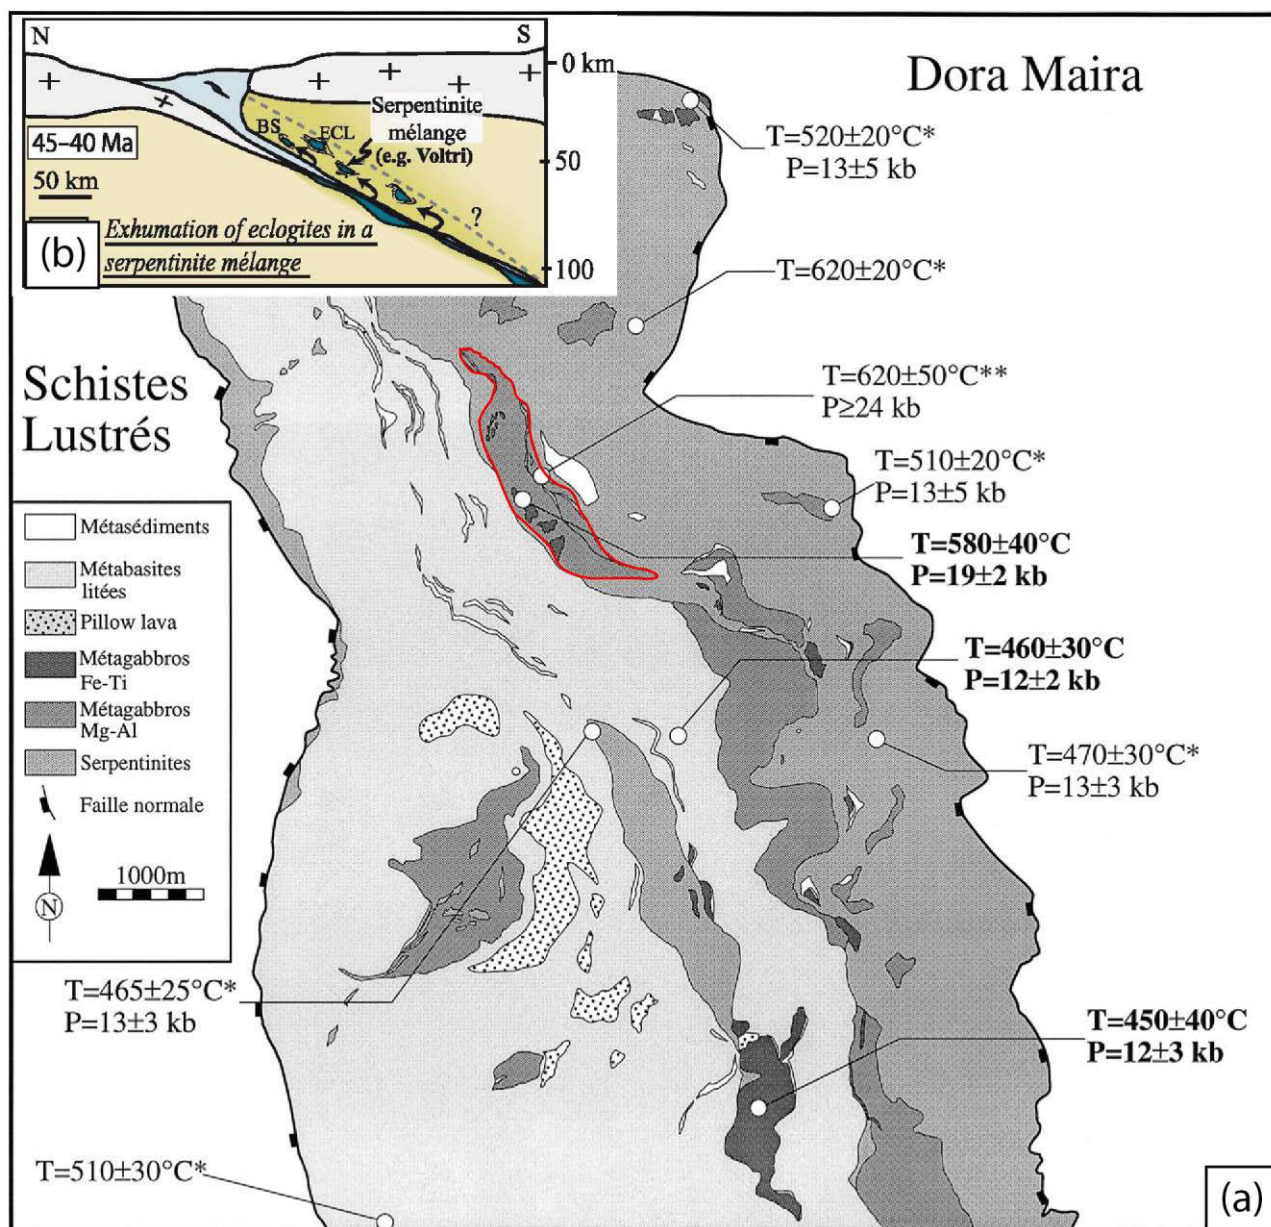 N
S
0 km
Serpentinite
mélange
(e.g. Voltri)
BS
ECL
45–40 Ma
50
50 km
?
(b)
Exhumation of eclogites in a
serpentinite mélange
100
Dora Maira
T=520±20°C*
P=13±5 kb
T=620±20°C*
Schistes
Lustrés
T=620±50°C**
P≥24 kb
T=510±20°C*
P=13±5 kb
T=580±40°C
P=19±2 kb
T=460±30°C
P=12±2 kb
T=470±30°C*
P=13±3 kb
Métasédiments
Métabasites
litées
Pillow lava
Métagabbros
Fe-Ti
Métagabbros
Mg-Al
Serpentinites
Faille normale
1000m
N
T=465±25°C*
P=13±3 kb
T=450±40°C
P=12±3 kb
T=510±30°C*
(a)